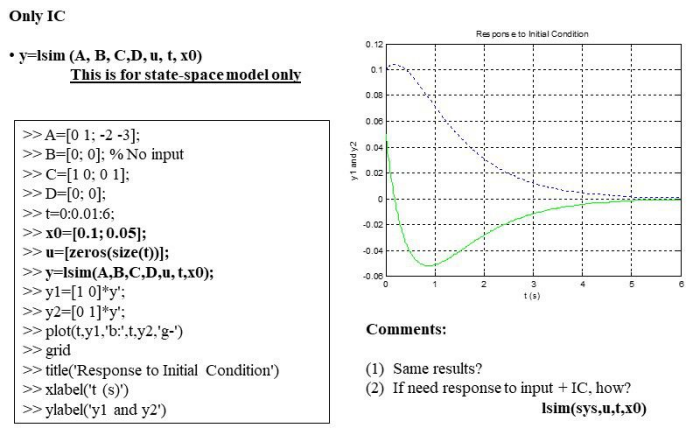 Only IC
• y=lsim (A, B, C,D, u, t, x0)
This is for state-space model only
>> A=[0 1; -2 -3];
>> B=[0; 0]; % No input
>> C=[1 0; 0 1];
>> D=[0; 0];
>> t=0:0.01:6;
>> x0=[0.1; 0.05];
>> u=[zeros(size(t))];
>> y=lsim(A,B,C,D,u, t,x0);
>> y1=[1 0]*y';
>> y2=[0 1]*y';
>> plot(t,y1,'b:',t,y2,'g-')
>> grid
>> title('Response to Initial Condition')
>> xlabel('t (s)')
>> ylabel('y1 and y2')
Response to Initial Condition
0.12
0.1
0.08
0.06
0.04
0.02
0
-0.02
-0.04
-0.06
y1 and y2
0 1 2 3 4 5 6
t (s)
Comments:
(1) Same results?
(2) If need response to input + IC, how?
lsim(sys,u,t,x0)